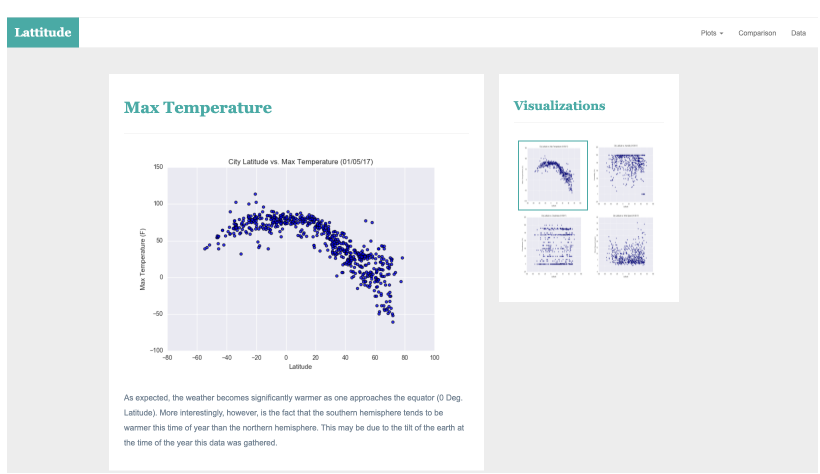 Lattitude
Plots
Comparison
Data
Max Temperature
City Latitude vs. Max Temperature (01/05/17)
150
100
50
0
−50
−100
Max Temperature (F)
−80 −60 −40 −20 0 20 40 60 80 100
Latitude
As expected, the weather becomes significantly warmer as one approaches the equator (0 Deg.
Latitude). More interestingly, however, is the fact that the southern hemisphere tends to be
warmer this time of year than the northern hemisphere. This may be due to the tilt of the earth at
the time of the year this data was gathered.
Visualizations